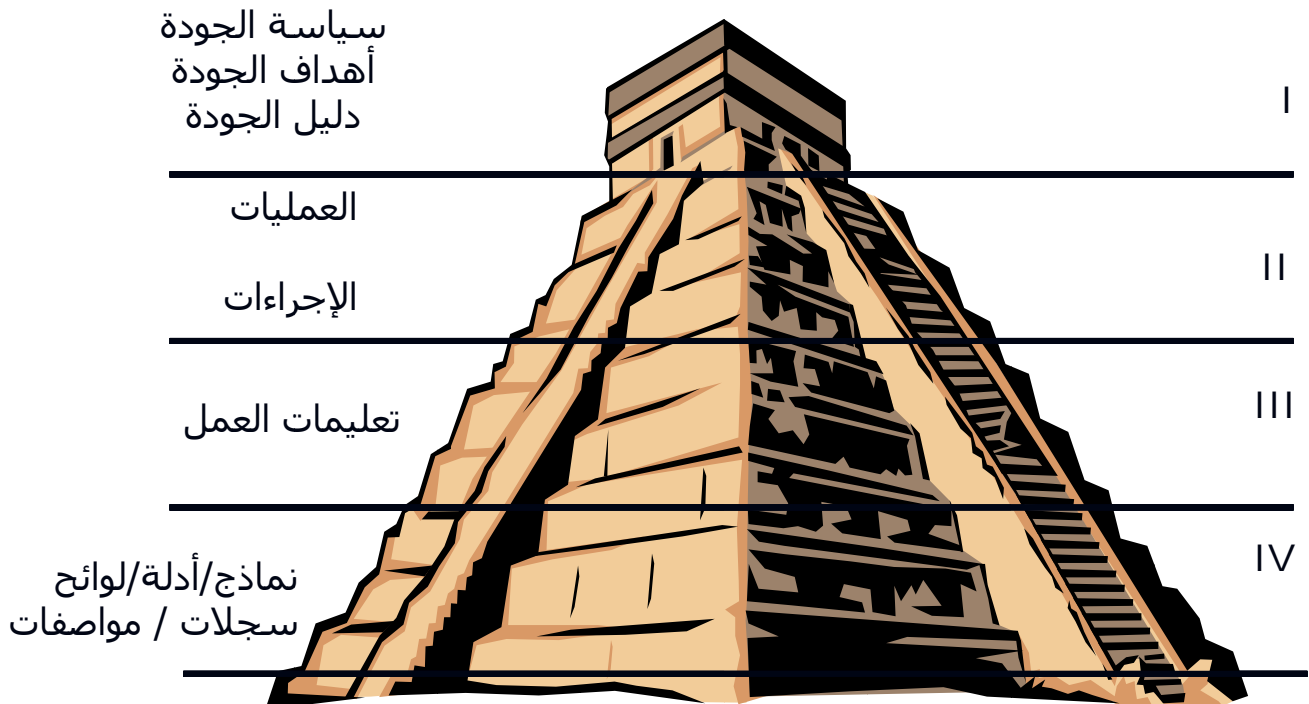 سياسة الجودة
أهداف الجودة
دليل الجودة
I
العمليات
II
الإجراءات
تعليمات العمل
III
نماذج/أدلة/لوائح
سجلات / مواصفات
IV